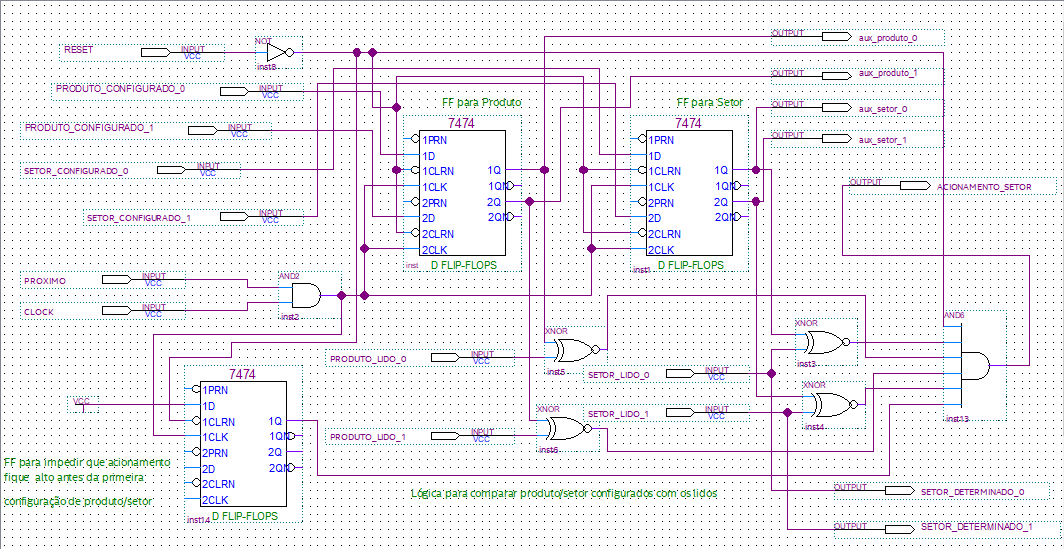 RESET
INPUT
VCC
NOT
inst8
OUTPUT
aux_produto_0
PRODUTO_CONFIGURADO_0
INPUT
VCC
OUTPUT
aux_produto_1
FF para Produto
FF para Setor
OUTPUT
aux_setor_0
PRODUTO_CONFIGURADO_1
INPUT
VCC
7474
7474
OUTPUT
aux_setor_1
1PRN
1D
1CLRN
1CLK
2PRN
2D
2CLRN
2CLK
1Q
1QN
2Q
2QN
inst
D FLIP-FLOPS
1PRN
1D
1CLRN
1CLK
2PRN
2D
2CLRN
2CLK
1Q
1QN
2Q
2QN
inst1
D FLIP-FLOPS
SETOR_CONFIGURADO_0
INPUT
VCC
OUTPUT
ACIONAMENTO_SETOR
SETOR_CONFIGURADO_1
INPUT
VCC
PROXIMO
INPUT
VCC
AND2
inst2
CLOCK
INPUT
VCC
AND6
inst13
XNOR
inst5
XNOR
inst3
PRODUTO_LIDO_0
INPUT
VCC
SETOR_LIDO_0
INPUT
VCC
XNOR
inst6
XNOR
inst4
SETOR_LIDO_1
INPUT
VCC
PRODUTO_LIDO_1
INPUT
VCC
VCC
7474
1PRN
1D
1CLRN
1CLK
2PRN
2D
2CLRN
2CLK
1Q
1QN
2Q
2QN
inst14
D FLIP-FLOPS
FF para impedir que acionamento
fique alto antes da primeira
configuração de produto/setor
Lógica para comparar produto/setor configurados com os lidos
OUTPUT
SETOR_DETERMINADO_0
OUTPUT
SETOR_DETERMINADO_1